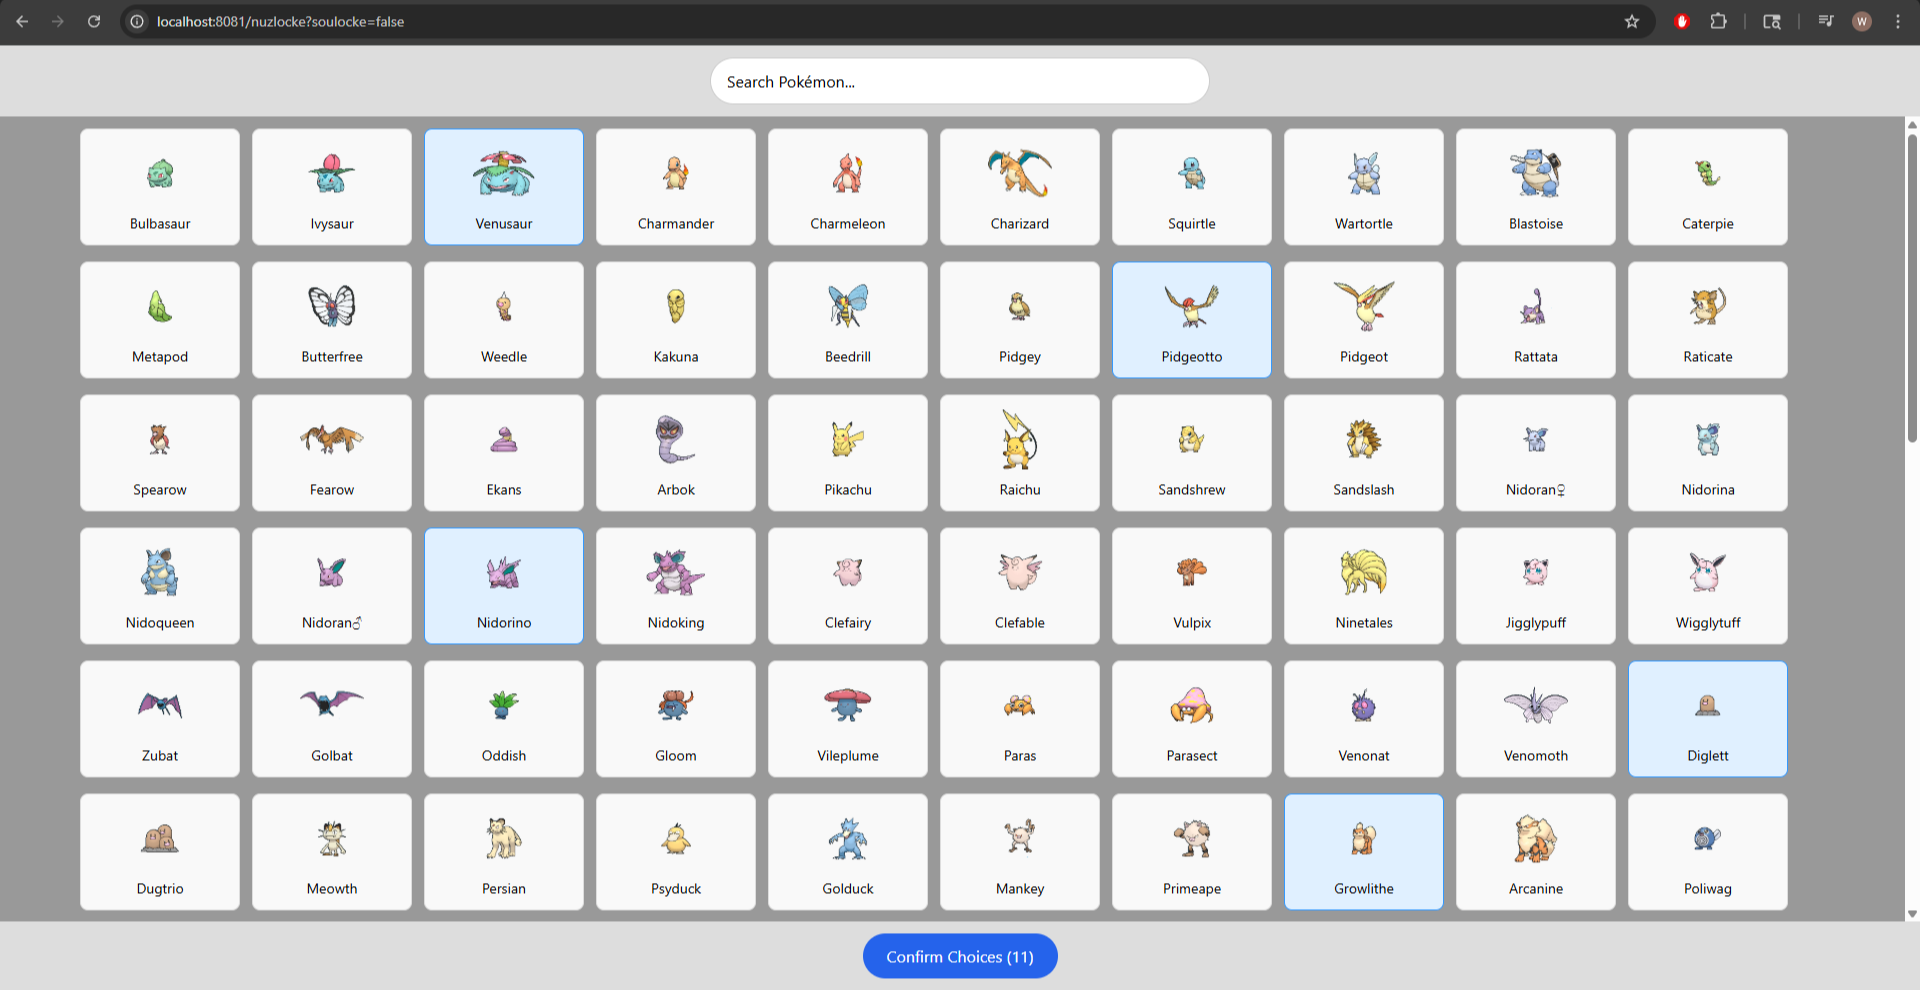 localhost:8081/nuzlocke?soulocke=false
W
Search Pokémon...
Bulbasaur Ivysaur Venusaur Charmander Charmeleon Charizard Squirtle Wartortle Blastoise Caterpie
Metapod Butterfree Weedle Kakuna Beedrill Pidgey Pidgeotto Pidgeot Rattata Raticate
Spearow Fearow Ekans Arbok Pikachu Raichu Sandshrew Sandslash Nidoran♀ Nidorina
Nidoqueen Nidoran♂ Nidorino Nidoking Clefairy Clefable Vulpix Ninetales Jigglypuff Wigglytuff
Zubat Golbat Oddish Gloom Vileplume Paras Parasect Venonat Venomoth Diglett
Dugtrio Meowth Persian Psyduck Golduck Mankey Primeape Growlithe Arcanine Poliwag
Confirm Choices (11)